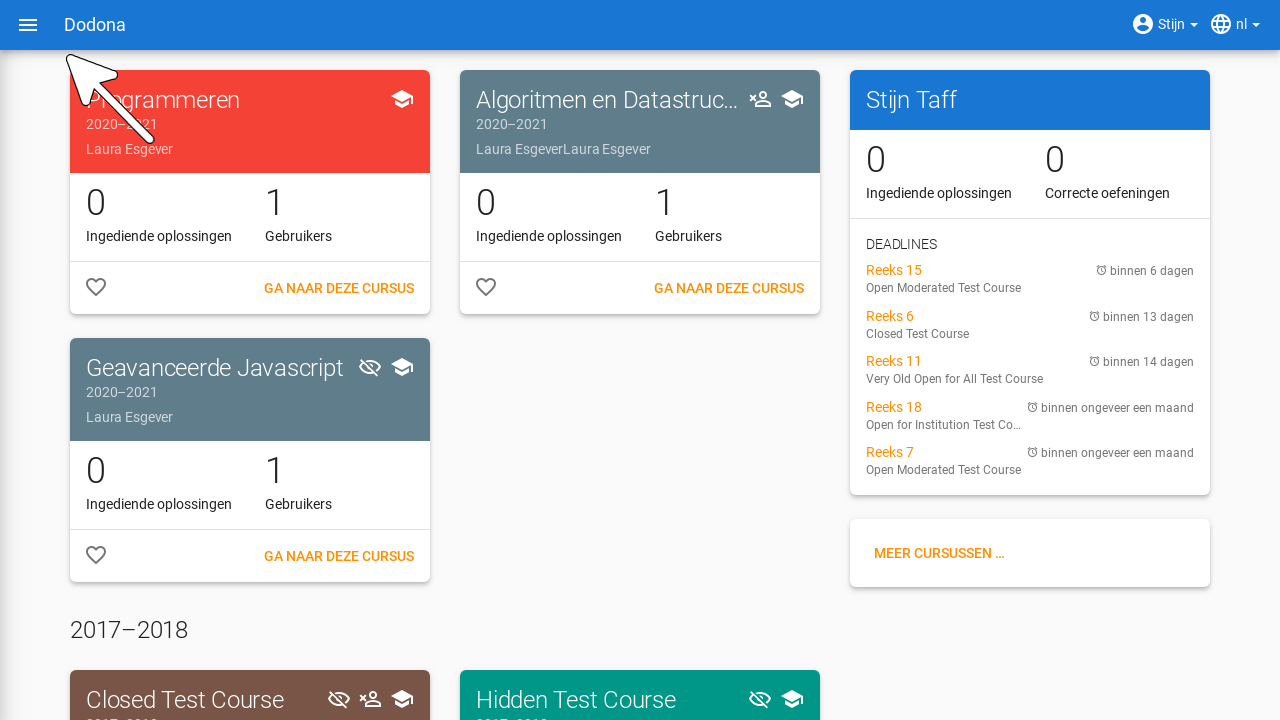 Dodona
Stijn
nl
Programmeren
2020–2021
Laura Esgever
0
Ingediende oplossingen
1
Gebruikers
GA NAAR DEZE CURSUS
Algoritmen en Datastruc...
2020–2021
Laura EsgeverLaura Esgever
0
Ingediende oplossingen
1
Gebruikers
GA NAAR DEZE CURSUS
Geavanceerde Javascript
2020–2021
Laura Esgever
0
Ingediende oplossingen
1
Gebruikers
GA NAAR DEZE CURSUS
Stijn Taff
0
Ingediende oplossingen
0
Correcte oefeningen
DEADLINES
Reeks 15 binnen 6 dagen
Open Moderated Test Course
Reeks 6 binnen 13 dagen
Closed Test Course
Reeks 11 binnen 14 dagen
Very Old Open for All Test Course
Reeks 18 binnen ongeveer een maand
Open for Institution Test Co...
Reeks 7 binnen ongeveer een maand
Open Moderated Test Course
MEER CURSUSSEN ...
2017–2018
Closed Test Course
Hidden Test Course